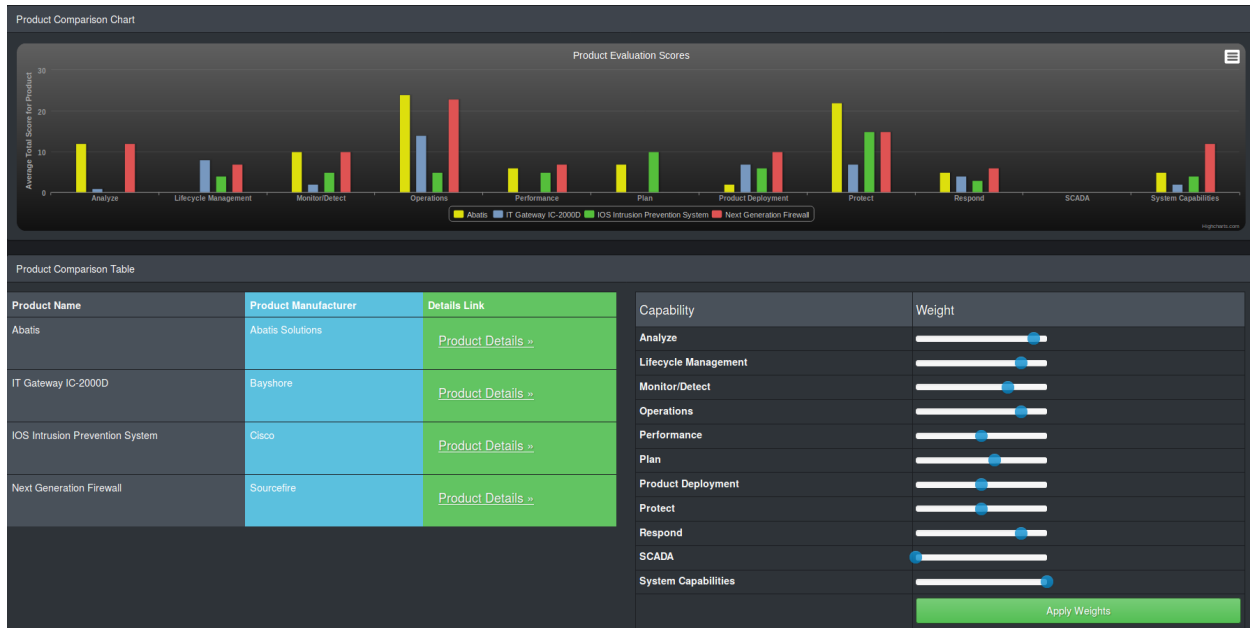 Product Comparison Chart
Product Evaluation Scores
Average Total Score for Product
30
20
10
0
Analyze Lifecycle Management Monitor/Detect Operations Performance Plan Product Deployment Protect Respond SCADA System Capabilities
Abatis IT Gateway IC-2000D IOS Intrusion Prevention System Next Generation Firewall
Highcharts.com
Product Comparison Table
Product Name Product Manufacturer Details Link
Abatis Abatis Solutions Product Details »
IT Gateway IC-2000D Bayshore Product Details »
IOS Intrusion Prevention System Cisco Product Details »
Next Generation Firewall Sourcefire Product Details »
Capability Weight
Analyze
Lifecycle Management
Monitor/Detect
Operations
Performance
Plan
Product Deployment
Protect
Respond
SCADA
System Capabilities
Apply Weights